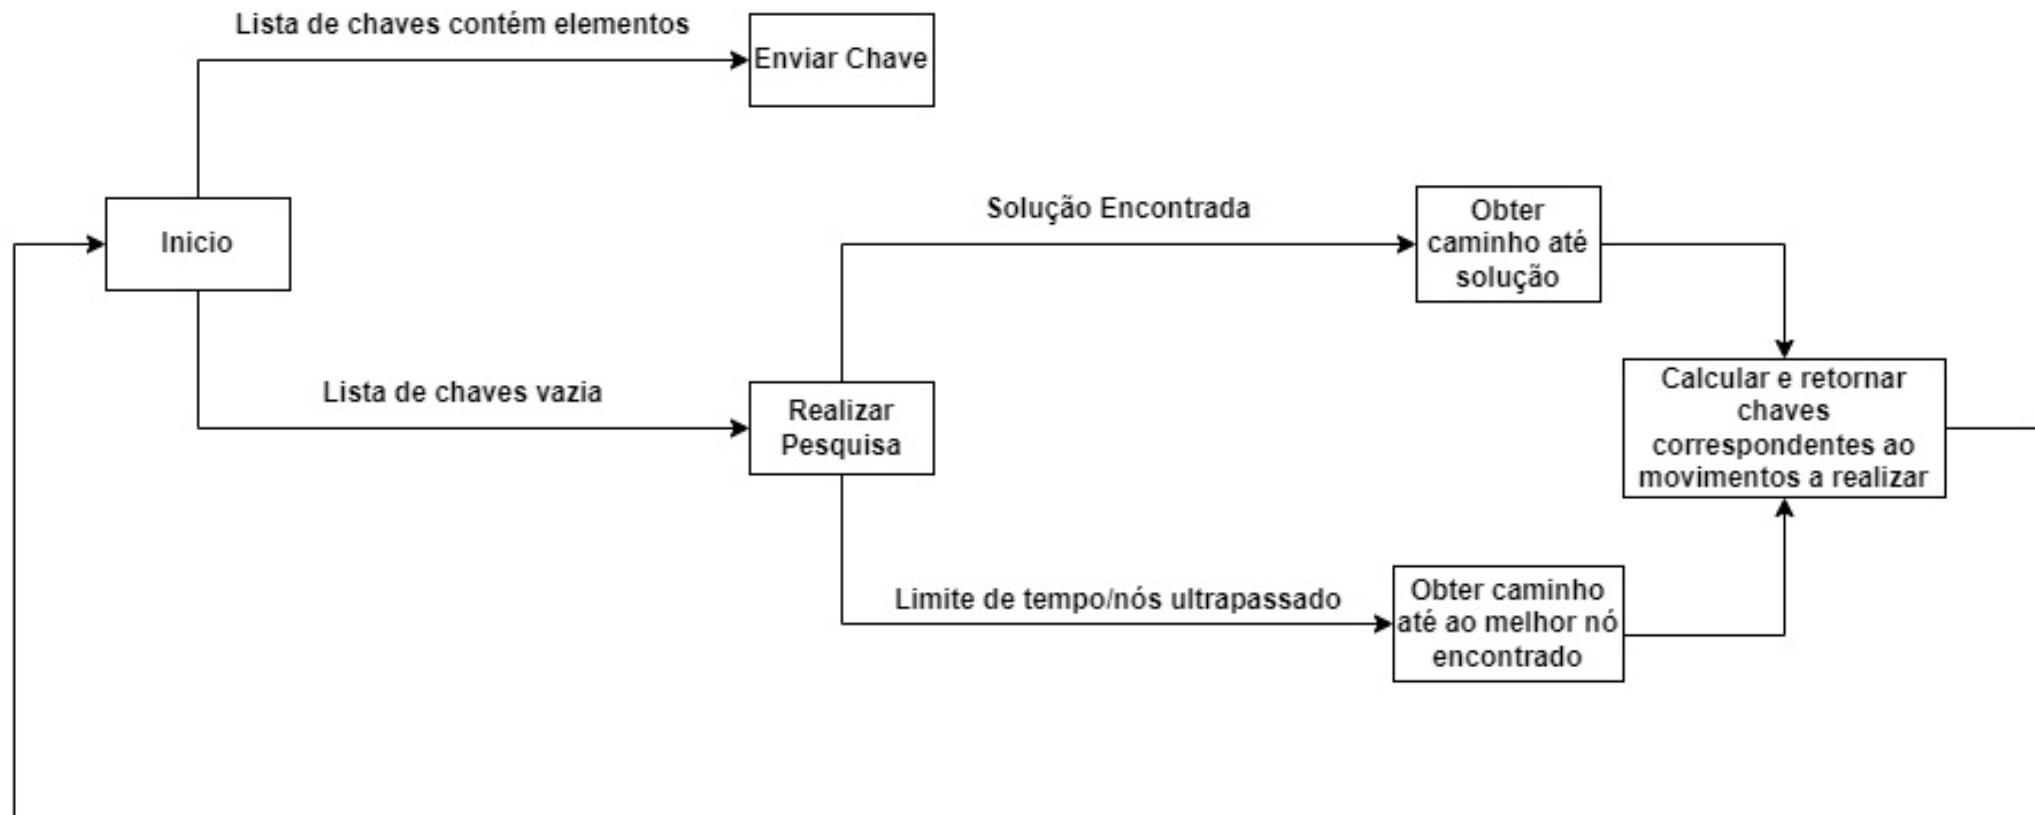 Lista de chaves contém elementos
Enviar Chave
Inicio
Solução Encontrada
Obter
caminho até
solução
Lista de chaves vazia
Realizar
Pesquisa
Calcular e retornar
chaves
correspondentes ao
movimentos a realizar
Limite de tempo/nós ultrapassado
Obter caminho
até ao melhor nó
encontrado